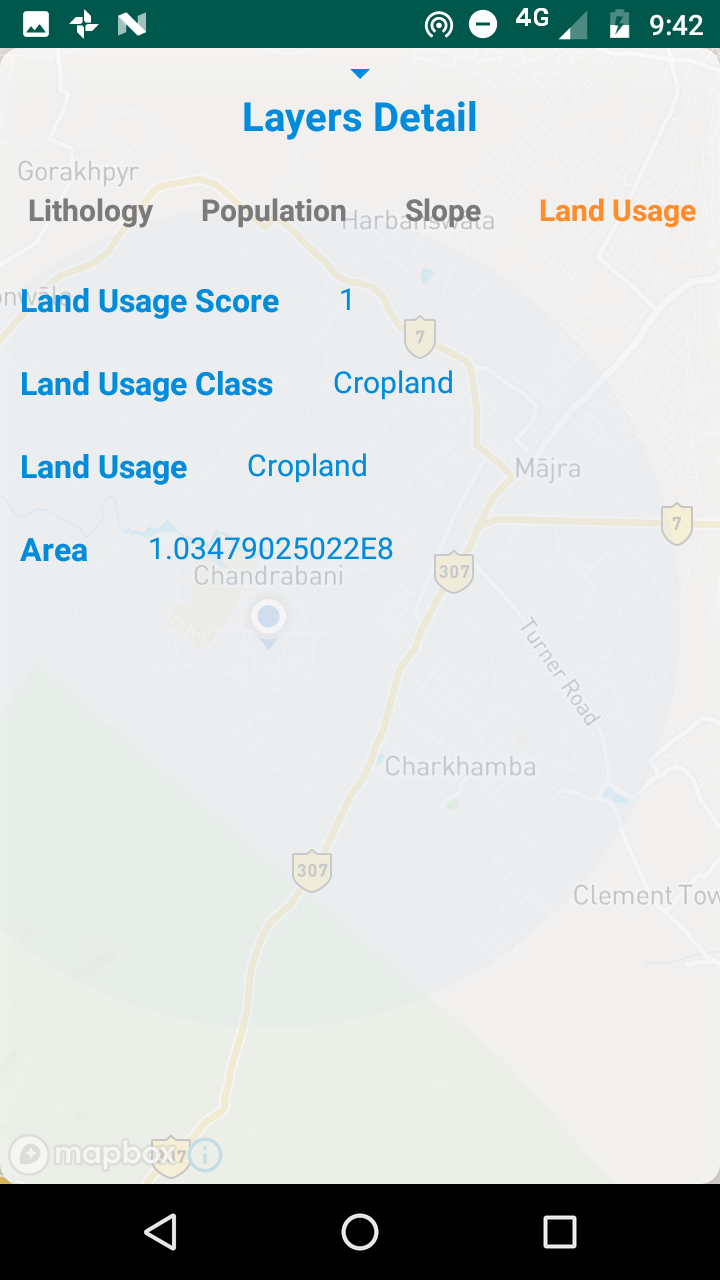 4G 9:42
Layers Detail
Gorakhpyr
Lithology Population Slope Land Usage
Harbanswala
Land Usage Score 1
7
Land Usage Class Cropland
Land Usage Cropland
Mājra
7
Area 1.03479025022E8
307
Chandrabani
Turner Road
Charkhamba
307
Clement Tow
mapbox